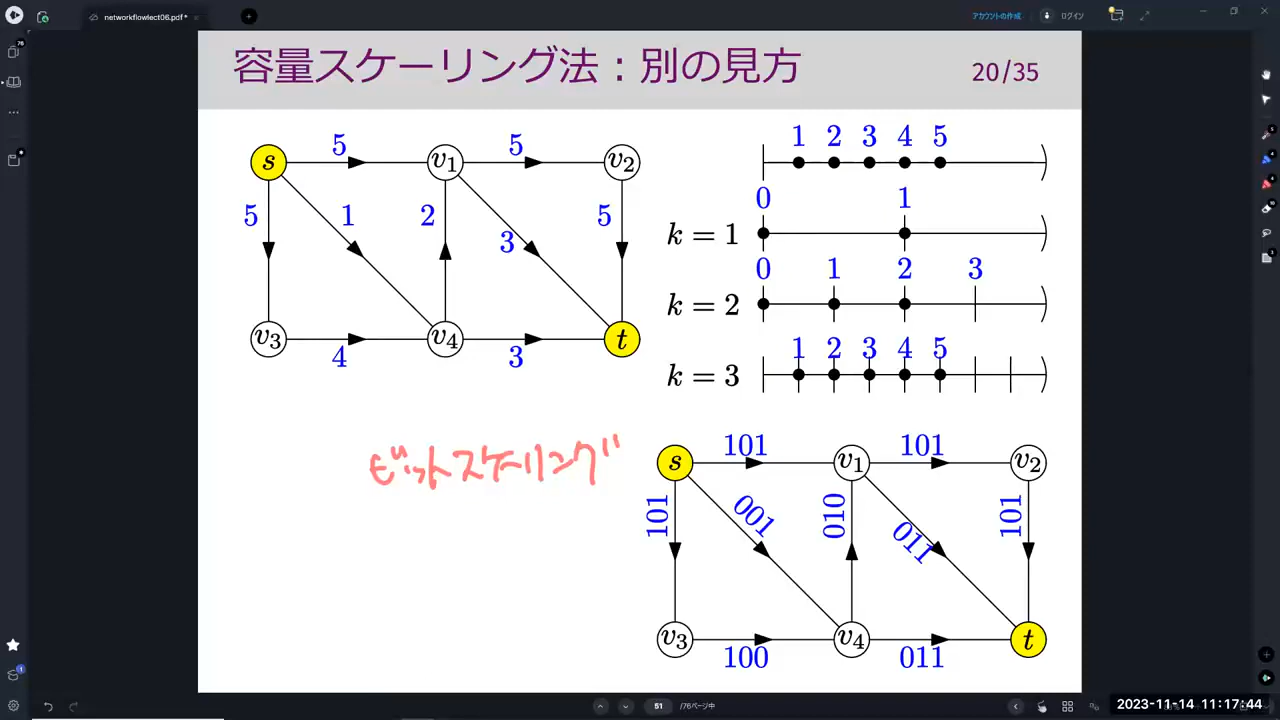 networkflowlect06.pdf*
アカウントの作成
ログイン
容量スケーリング法：別の見方
20/35
s 5 v1 5 v2
5 1 2 3 5
v3 4 v4 3 t
1 2 3 4 5
0 1
k = 1
0 1 2 3
k = 2
1 2 3 4 5
k = 3
ビットスケーリング
s 101 v1 101 v2
101 001 010 011 101
v3 100 v4 011 t
51 /76ページ中
2023-11-14 11:17:44